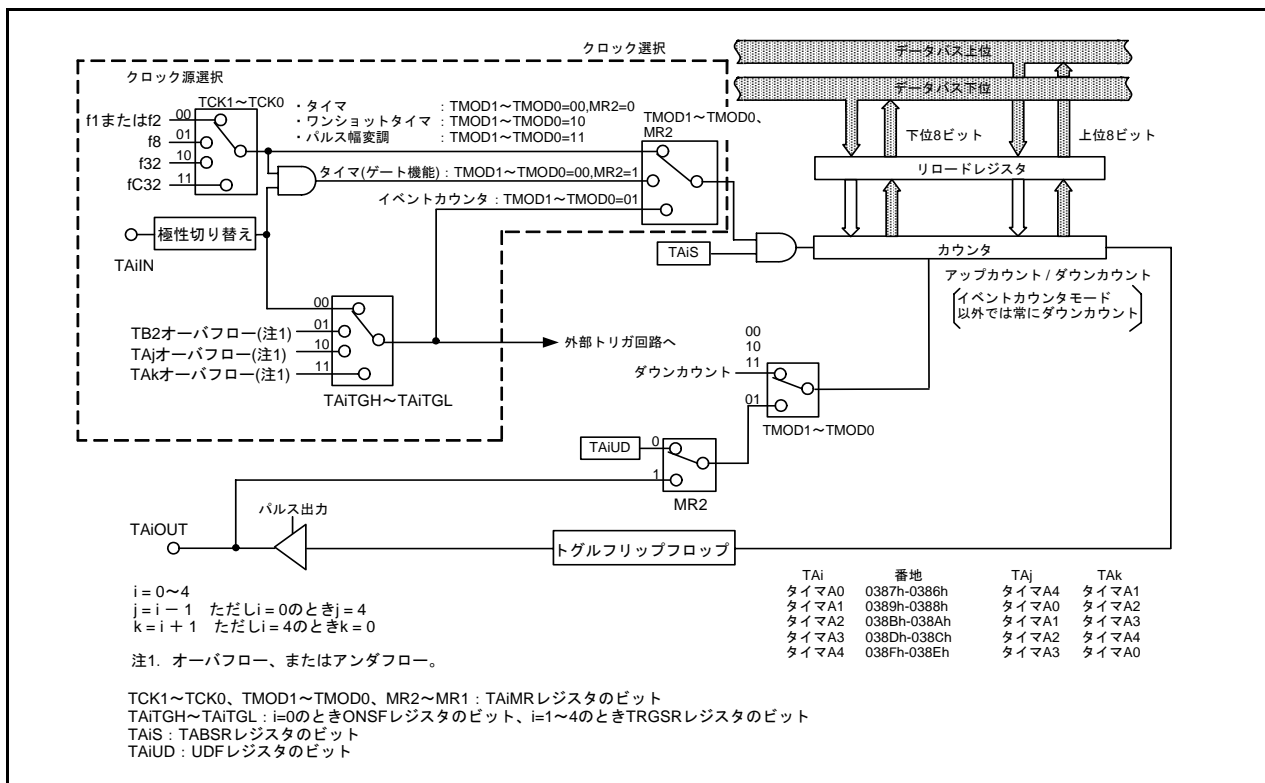 クロック選択
データバス上位
クロック源選択
データバス下位
TCK1～TCK0
・タイマ : TMOD1～TMOD0=00,MR2=0
・ワンショットタイマ : TMOD1～TMOD0=10
・パルス幅変調 : TMOD1～TMOD0=11
TMOD1～TMOD0、
MR2
f1またはf2
00
f8
01
f32
10
fC32
11
下位8ビット
上位8ビット
リロードレジスタ
タイマ(ゲート機能) : TMOD1～TMOD0=00,MR2=1
イベントカウンタ : TMOD1～TMOD0=01
極性切り替え
TAiIN
TAiS
カウンタ
アップカウント / ダウンカウント
イベントカウンタモード
以外では常にダウンカウント
00
TB2オーバフロー(注1)
01
TAjオーバフロー(注1)
10
TAkオーバフロー(注1)
11
TAiTGH～TAiTGL
外部トリガ回路へ
00
10
11
ダウンカウント
01
TMOD1～TMOD0
TAiUD
0
1
MR2
パルス出力
TAiOUT
トグルフリップフロップ
i = 0～4
j = i － 1 ただしi = 0のときj = 4
k = i ＋ 1 ただしi = 4のときk = 0
TAi 番地 TAj TAk
タイマA0 0387h-0386h タイマA4 タイマA1
タイマA1 0389h-0388h タイマA0 タイマA2
タイマA2 038Bh-038Ah タイマA1 タイマA3
タイマA3 038Dh-038Ch タイマA2 タイマA4
タイマA4 038Fh-038Eh タイマA3 タイマA0
注1. オーバフロー、またはアンダフロー。
TCK1～TCK0、TMOD1～TMOD0、MR2～MR1 : TAiMRレジスタのビット
TAiTGH～TAiTGL : i=0のときONSFレジスタのビット、i=1～4のときTRGSRレジスタのビット
TAiS : TABSRレジスタのビット
TAiUD : UDFレジスタのビット